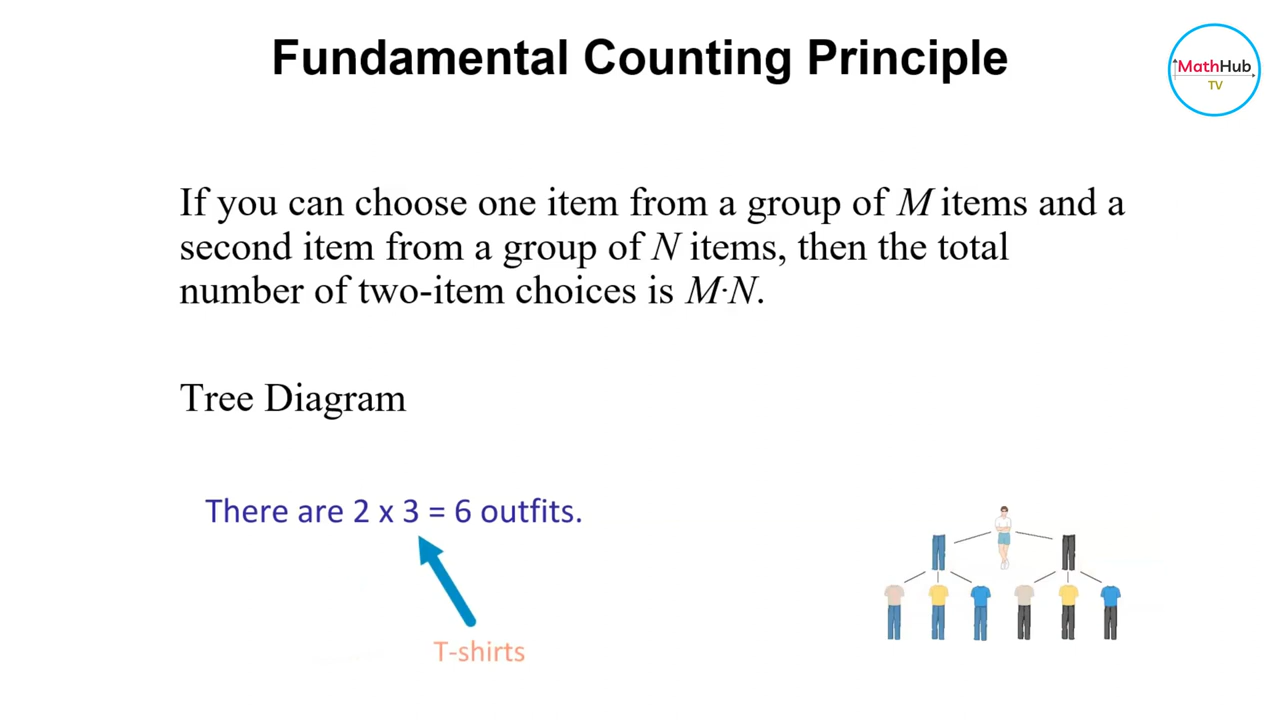 Fundamental Counting Principle
MathHub
TV
If you can choose one item from a group of M items and a
second item from a group of N items, then the total
number of two-item choices is M·N.
Tree Diagram
There are 2 x 3 = 6 outfits.
T-shirts